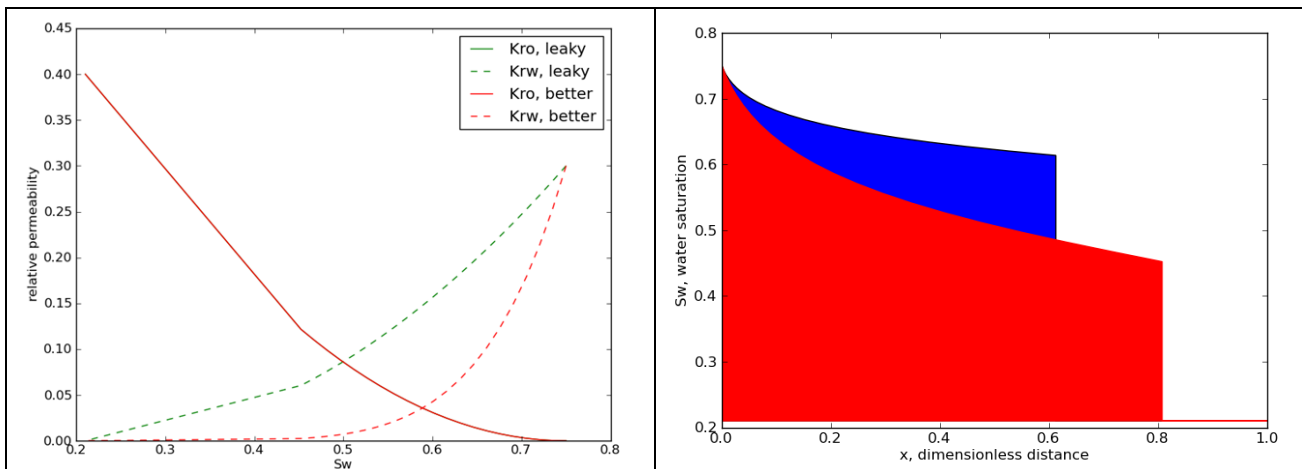 0.45
0.40
0.35
0.30
0.25
0.20
0.15
0.10
0.05
0.00
relative permeability
Kro, leaky
Krw, leaky
Kro, better
Krw, better
0.2 0.3 0.4 0.5 0.6 0.7 0.8
Sw
0.8
0.7
0.6
0.5
0.4
0.3
0.2
Sw, water saturation
0.0 0.2 0.4 0.6 0.8 1.0
x, dimensionless distance